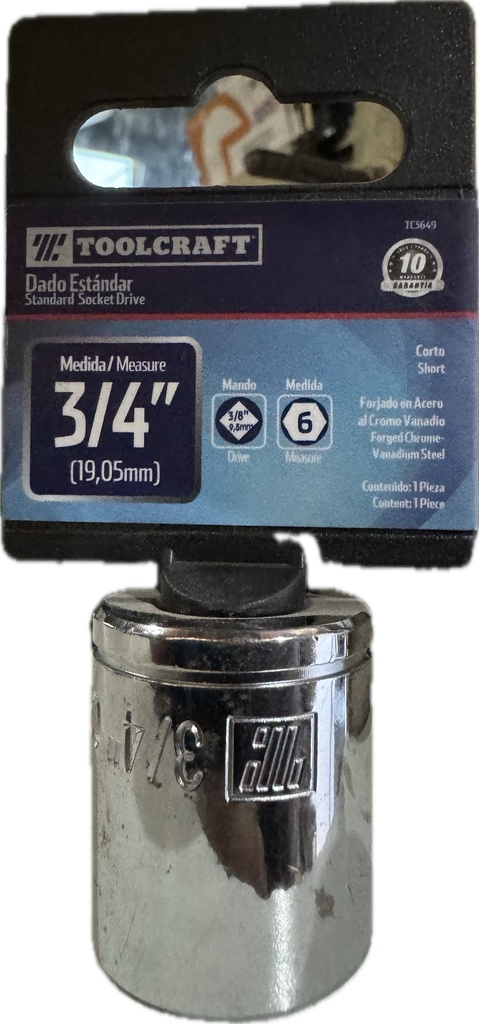 TC3649
TC TOOLCRAFT
Dado Estándar
Standard Socket Drive
10
GARANTÍA
Medida/Measure
3/4"
(19,05mm)
Mando
3/8"
9,5mm
Drive
Medida
6
Measure
Corto
Short
Forjado en Acero
al Cromo Vanadio
Forged Chrome-
Vanadium Steel
Contenido: 1 Pieza
Content: 1 Piece
3/4"